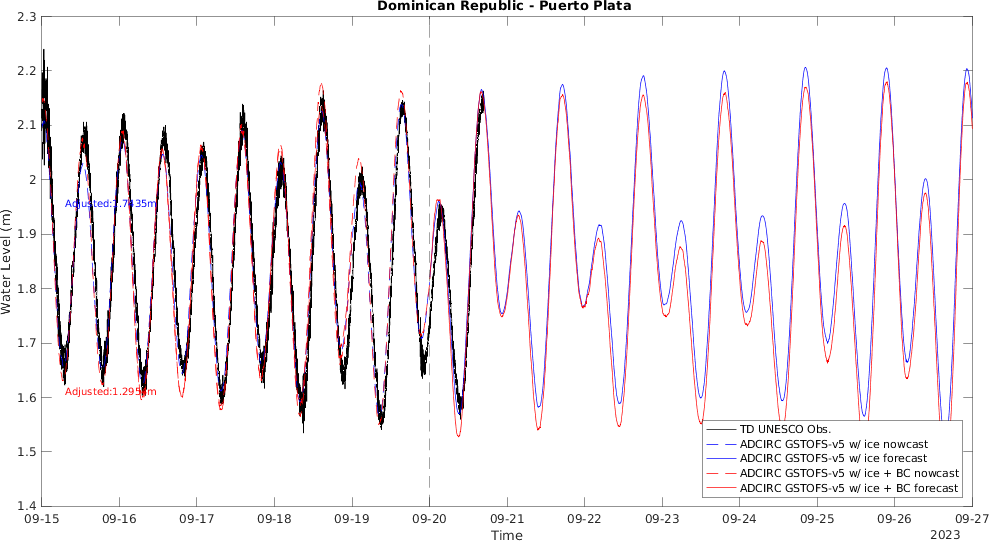 Dominican Republic - Puerto Plata
Water Level (m)
2.3
2.2
2.1
2
1.9
1.8
1.7
1.6
1.5
1.4
Adjusted:1.7435m
TD UNESCO Obs.
ADCIRC GSTOFS-v5 w/ ice nowcast
ADCIRC GSTOFS-v5 w/ ice forecast
ADCIRC GSTOFS-v5 w/ ice + BC nowcast
ADCIRC GSTOFS-v5 w/ ice + BC forecast
09-15 09-16 09-17 09-18 09-19 09-20 09-21 09-22 09-23 09-24 09-25 09-26 09-27
Time
2023